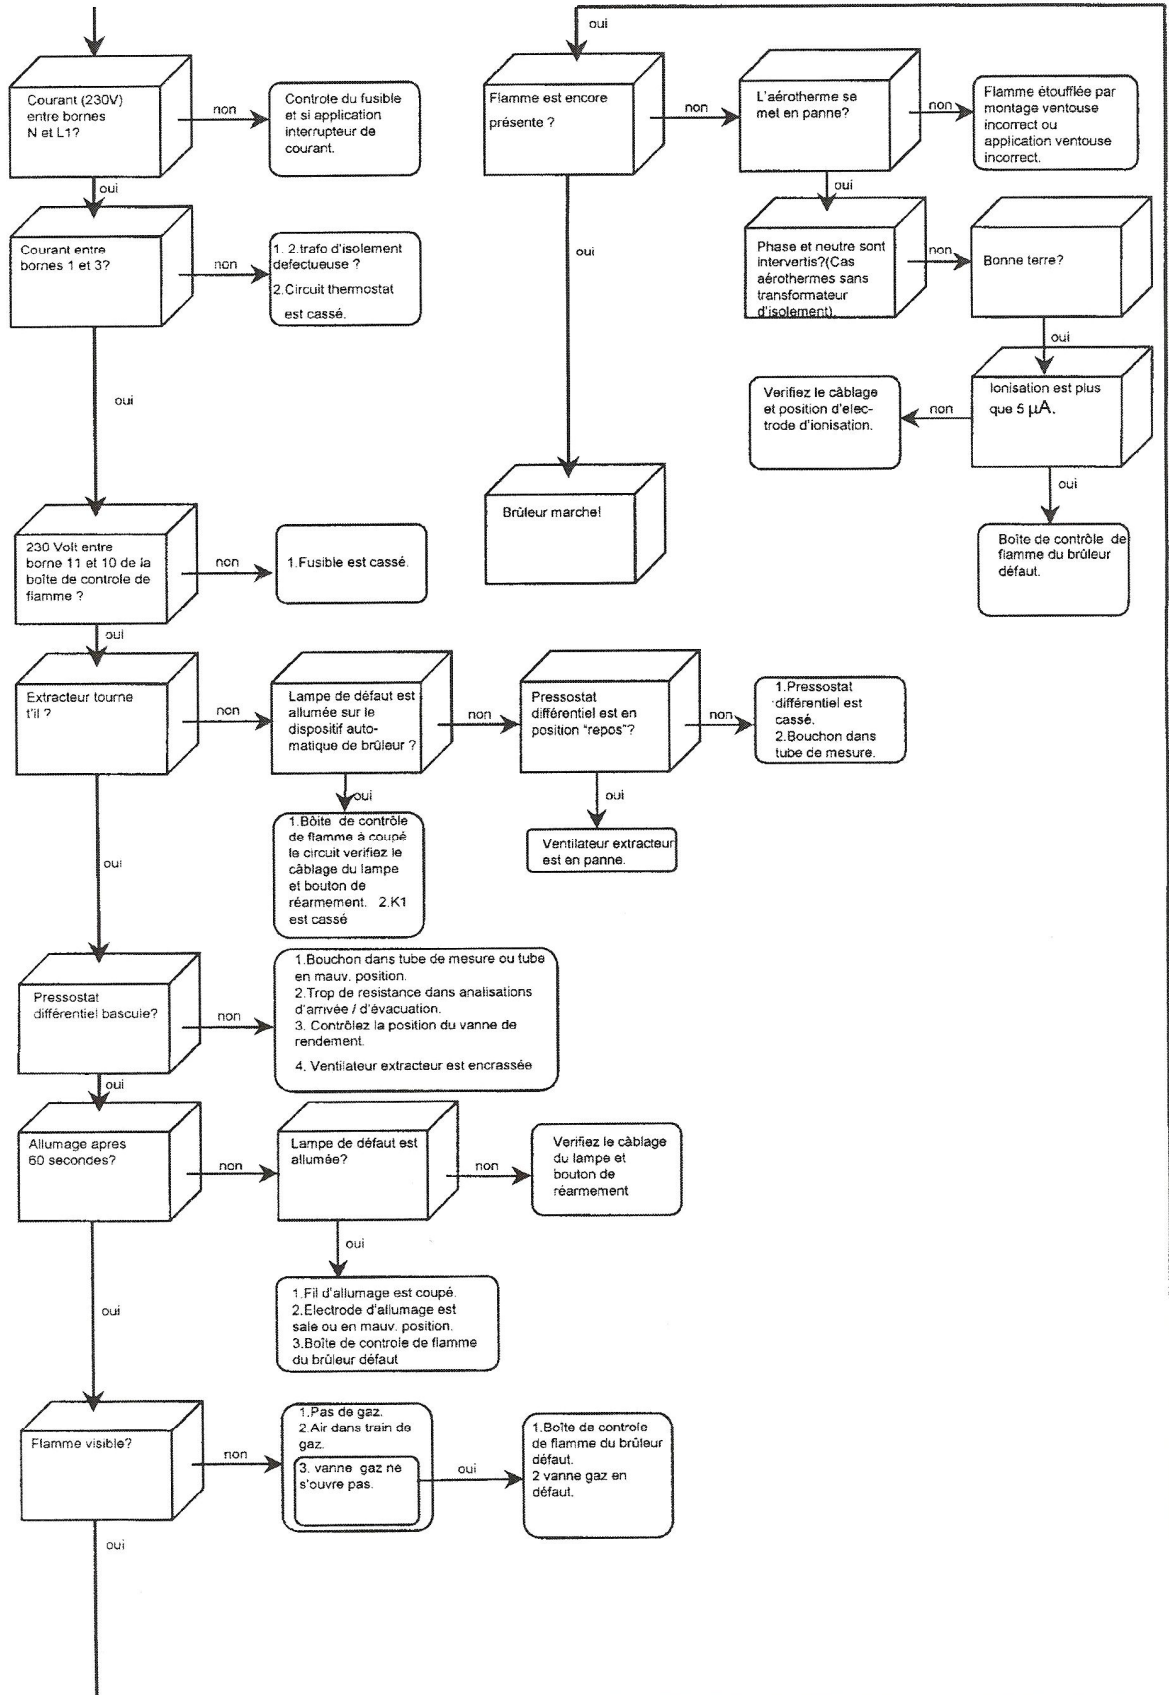 Courant (230V)
entre bornes
N et L1?
non
Controle du fusible
et si application
interrupteur de
courant.
oui
Courant entre
bornes 1 et 3?
non
1. 2.trafo d'isolement
defectueuse ?
2.Circuit thermostat
est cassé.
oui
230 Volt entre
borne 11 et 10 de la
boîte de controle de
flamme ?
non
1.Fusible est cassé.
oui
Extracteur tourne
t'il ?
non
Lampe de défaut est
allumée sur le
dispositif auto-
matique de brûleur ?
non
Pressostat
différentiel est en
position "repos"?
non
1.Pressostat
différentiel est
cassé.
2.Bouchon dans
tube de mesure.
oui
1.Bôite de contrôle
de flamme à coupé
le circuit verifiez le
câblage du lampe
et bouton de
réarmement. 2.K1
est cassé
oui
Ventilateur extracteur
est en panne.
oui
Pressostat
différentiel bascule?
non
1.Bouchon dans tube de mesure ou tube
en mauv. position.
2.Trop de resistance dans analisations
d'arrivée / d'évacuation.
3. Contrôlez la position du vanne de
rendement.
4. Ventilateur extracteur est encrassée
oui
Allumage apres
60 secondes?
non
Lampe de défaut est
allumée?
non
Verifiez le câblage
du lampe et
bouton de
réarmement
oui
1.Fil d'allumage est coupé.
2.Electrode d'allumage est
sale ou en mauv. position.
3.Boîte de controle de flamme
du brûleur défaut
oui
Flamme visible?
non
1.Pas de gaz.
2.Air dans train de
gaz.
3. vanne gaz ne
s'ouvre pas.
oui
1.Boîte de controle
de flamme du brûleur
défaut.
2 vanne gaz en
défaut.
oui
oui
Flamme est encore
présente ?
non
L'aérotherme se
met en panne?
non
Flamme étoufflée par
montage ventouse
incorrect ou
application ventouse
incorrect.
oui
Phase et neutre sont
intervertis?(Cas
aérothermes sans
transformateur
d'isolement).
non
Bonne terre?
oui
Ionisation est plus
que 5 µA.
non
Verifiez le câblage
et position d'elec-
trode d'ionisation.
oui
Boîte de contrôle de
flamme du brûleur
défaut.
oui
Brûleur marche!